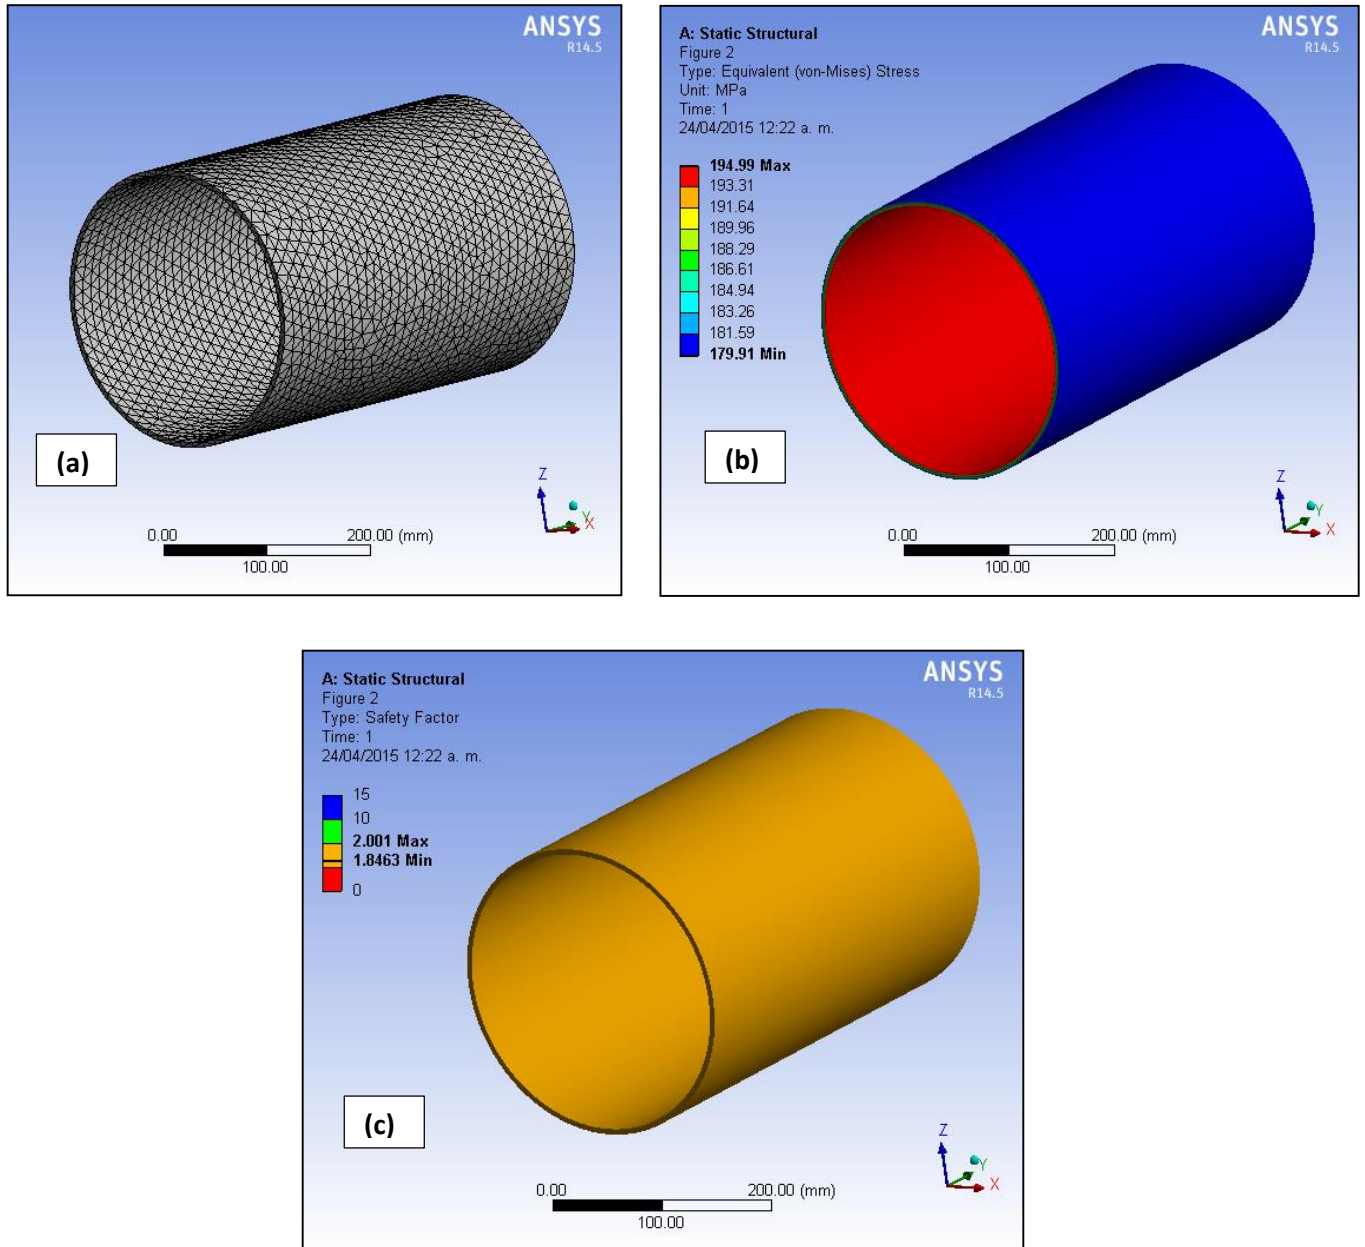 ANSYS
R14.5
(a)
Z
Y
X
0.00 200.00 (mm)
100.00
ANSYS
R14.5
A: Static Structural
Figure 2
Type: Equivalent (von-Mises) Stress
Unit: MPa
Time: 1
24/04/2015 12:22 a. m.
194.99 Max
193.31
191.64
189.96
188.29
186.61
184.94
183.26
181.59
179.91 Min
(b)
Z
Y
X
0.00 200.00 (mm)
100.00
ANSYS
R14.5
A: Static Structural
Figure 2
Type: Safety Factor
Time: 1
24/04/2015 12:22 a. m.
15
10
2.001 Max
1.8463 Min
0
(c)
Z
Y
X
0.00 200.00 (mm)
100.00